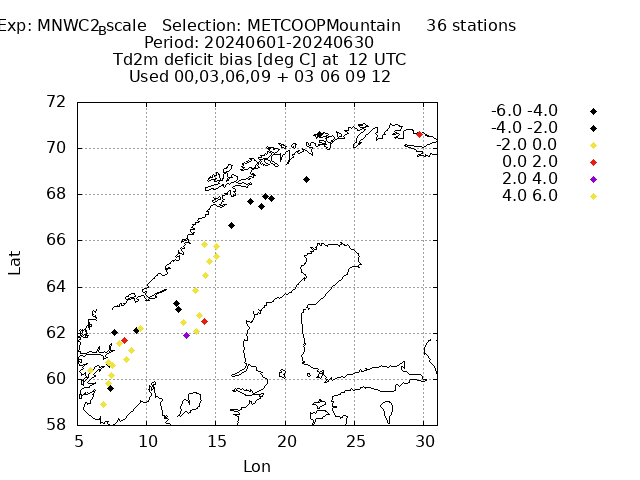 Exp: MNWC2Bscale Selection: METCOOPMountain 36 stations
Period: 20240601-20240630
Td2m deficit bias [deg C] at 12 UTC
Used 00,03,06,09 + 03 06 09 12
-6.0 -4.0
-4.0 -2.0
-2.0 0.0
0.0 2.0
2.0 4.0
4.0 6.0
72
70
68
66
64
62
60
58
Lat
5 10 15 20 25 30
Lon